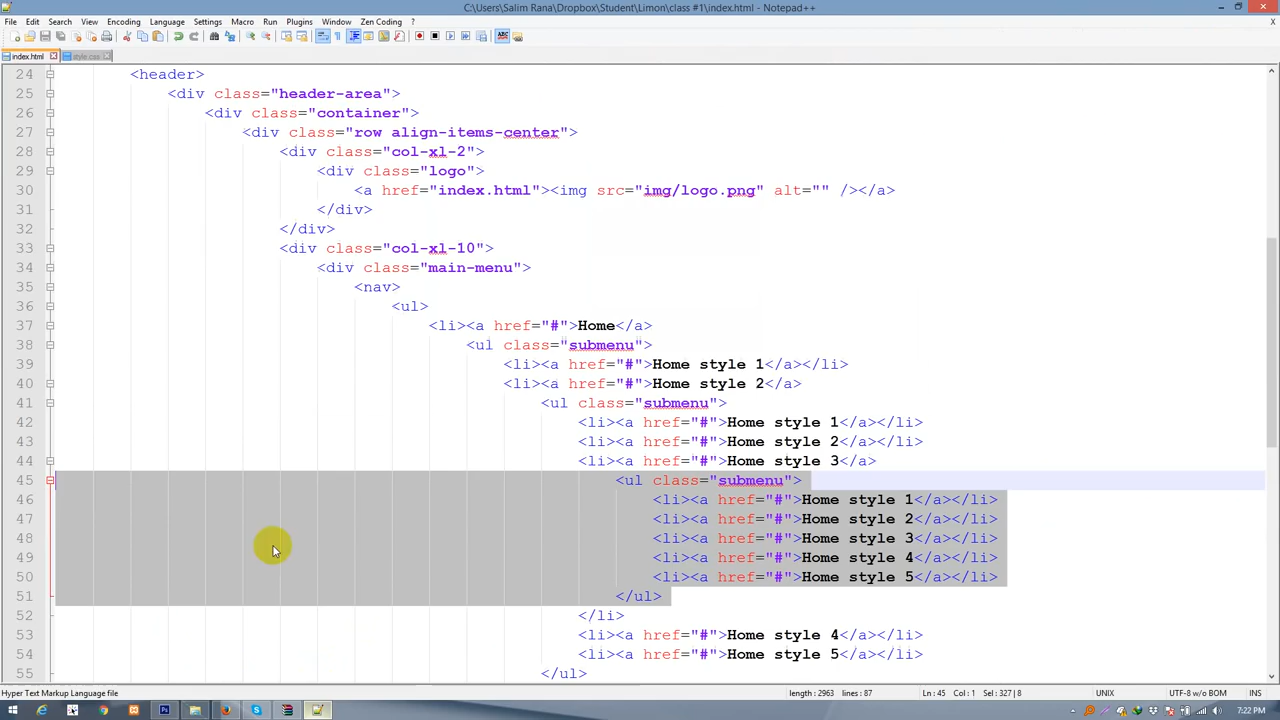 C:\Users\Salim Rana\Dropbox\Student\Limon\class #1\index.html - Notepad++
File Edit Search View Encoding Language Settings Macro Run Plugins Window Zen Coding ? X
index.html style.css
24 <header>
25 <div class="header-area">
26 <div class="container">
27 <div class="row align-items-center">
28 <div class="col-xl-2">
29 <div class="logo">
30 <a href="index.html"><img src="img/logo.png" alt="" /></a>
31 </div>
32 </div>
33 <div class="col-xl-10">
34 <div class="main-menu">
35 <nav>
36 <ul>
37 <li><a href="#">Home</a>
38 <ul class="submenu">
39 <li><a href="#">Home style 1</a></li>
40 <li><a href="#">Home style 2</a>
41 <ul class="submenu">
42 <li><a href="#">Home style 1</a></li>
43 <li><a href="#">Home style 2</a></li>
44 <li><a href="#">Home style 3</a>
45 <ul class="submenu">
46 <li><a href="#">Home style 1</a></li>
47 <li><a href="#">Home style 2</a></li>
48 <li><a href="#">Home style 3</a></li>
49 <li><a href="#">Home style 4</a></li>
50 <li><a href="#">Home style 5</a></li>
51 </ul>
52 </li>
53 <li><a href="#">Home style 4</a></li>
54 <li><a href="#">Home style 5</a></li>
55 </ul>
Hyper Text Markup Language file length : 2963 lines : 87 Ln : 45 Col : 1 Sel : 327 | 8 UNIX UTF-8 w/o BOM INS
7:22 PM